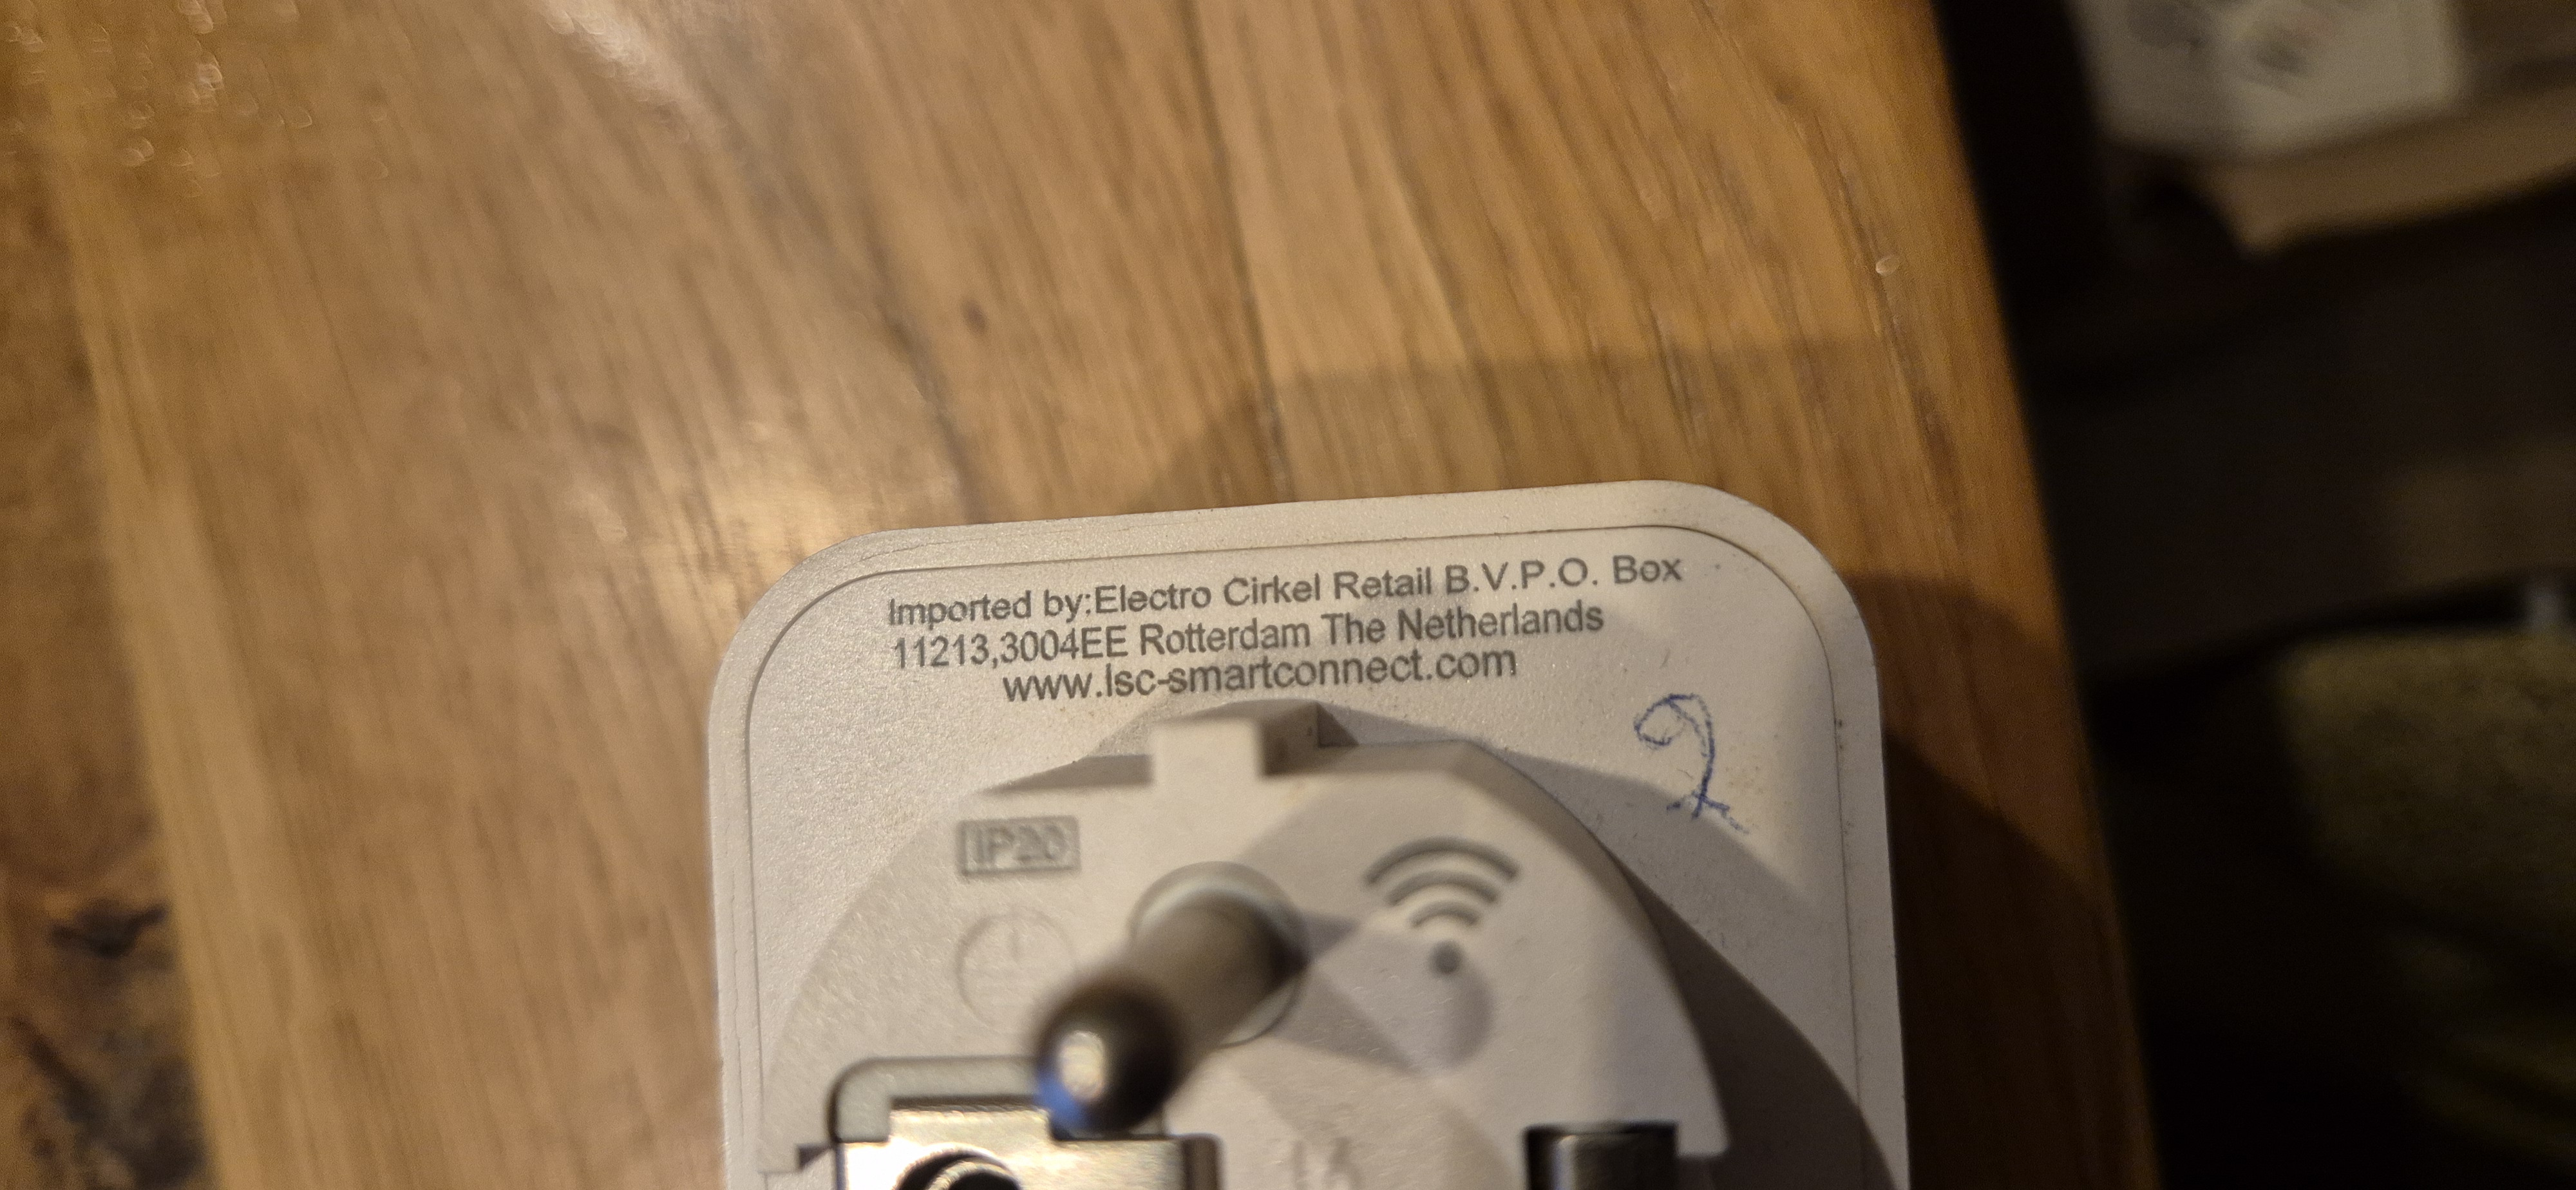 Imported by:Electro Cirkel Retail B.V.P.O. Box
11213,3004EE Rotterdam The Netherlands
www.lsc-smartconnect.com
2
IP20